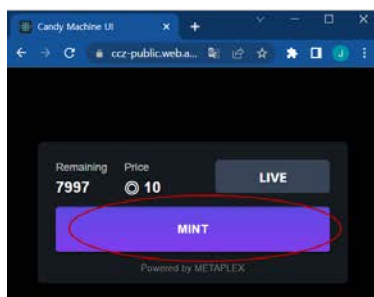 Candy Machine UI
ccz-public.web.a...
Remaining Price
7997 10
LIVE
MINT
Powered by METAPLEX
J